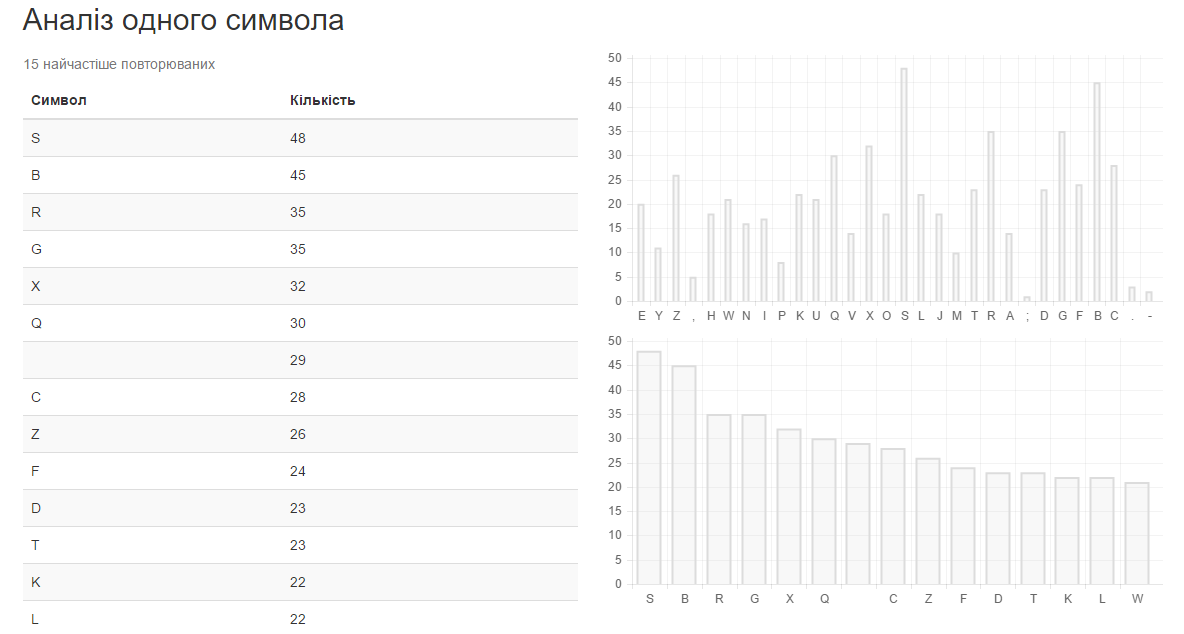 Аналіз одного символа
15 найчастіше повторюваних
Символ Кількість
S 48
B 45
R 35
G 35
X 32
Q 30
29
C 28
Z 26
F 24
D 23
T 23
K 22
L 22
50
45
40
35
30
25
20
15
10
5
0
E Y Z , H W N I P K U Q V X O S L J M T R A ; D G F B C . -
50
45
40
35
30
25
20
15
10
5
0
S B R G X Q C Z F D T K L W